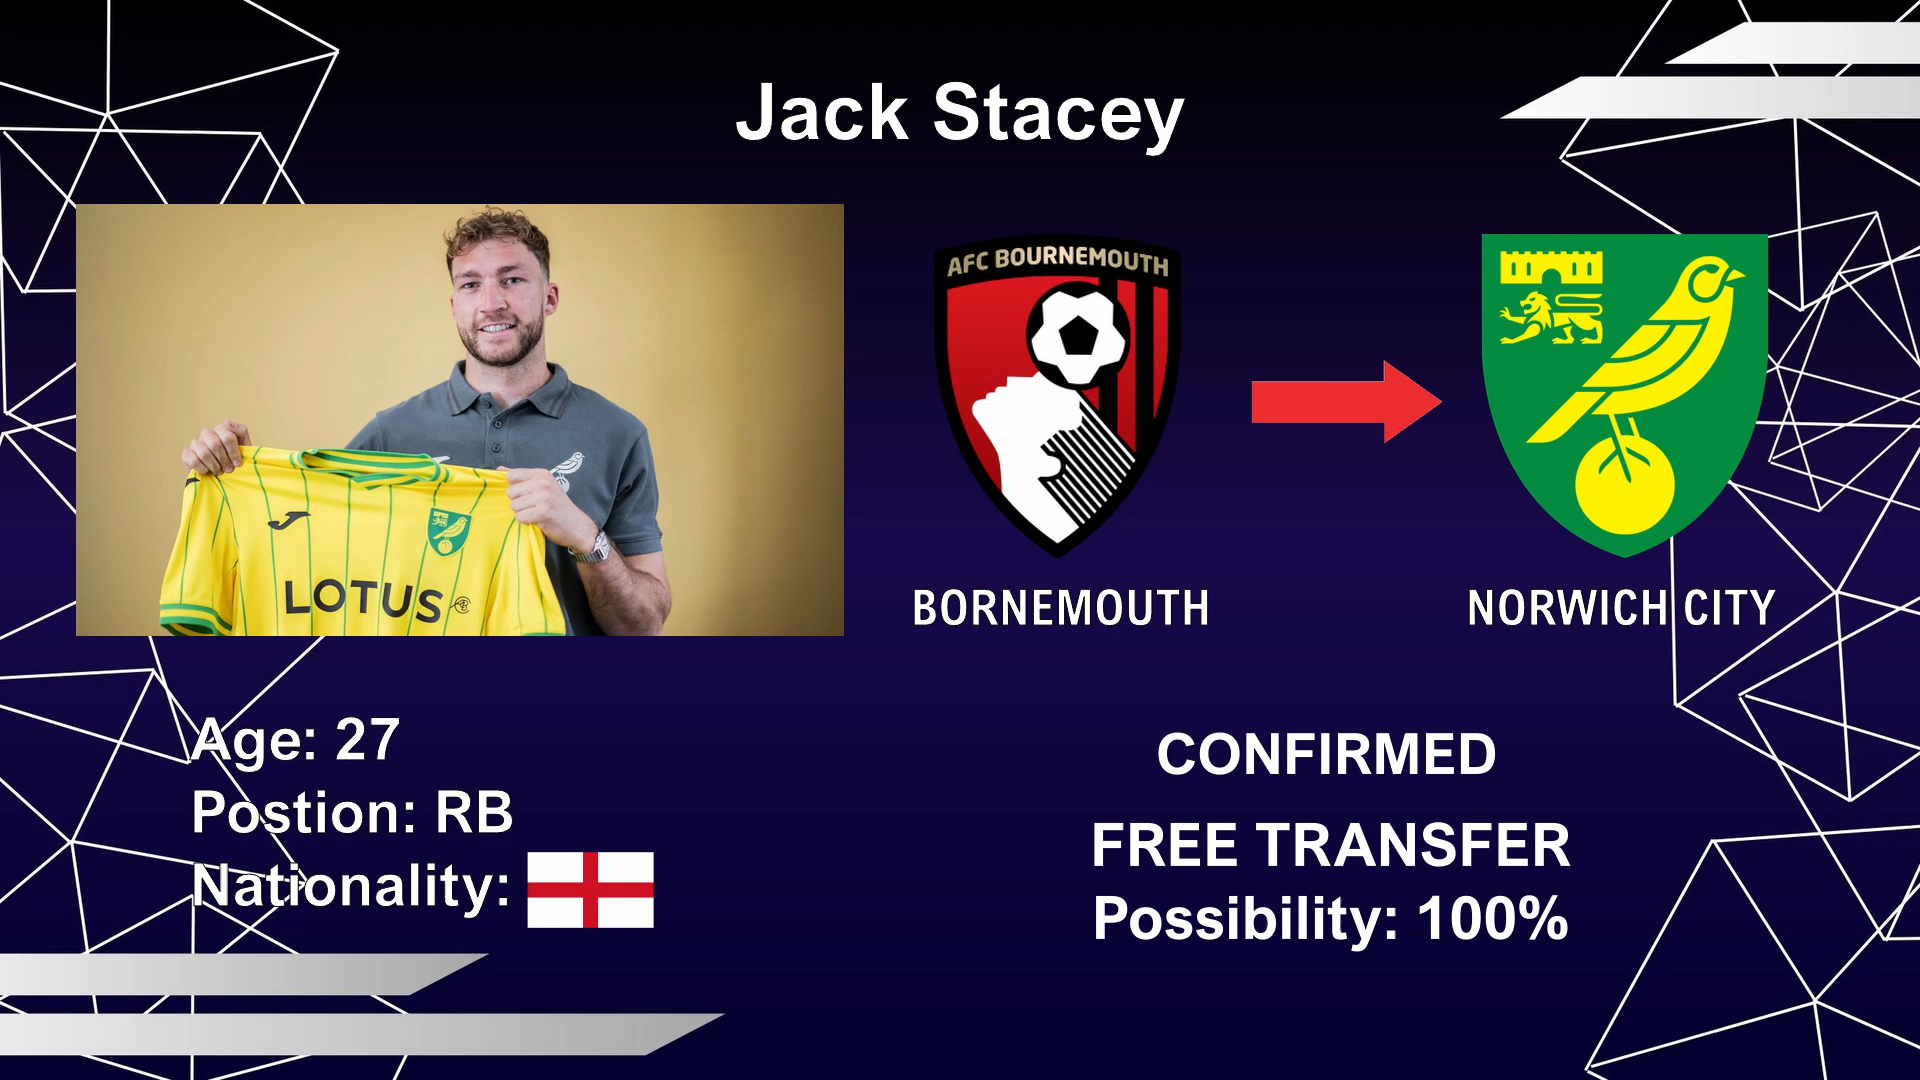 Jack Stacey
AFC BOURNEMOUTH
LOTUS
BORNEMOUTH
NORWICH CITY
Age: 27
Postion: RB
Nationality:
CONFIRMED
FREE TRANSFER
Possibility: 100%